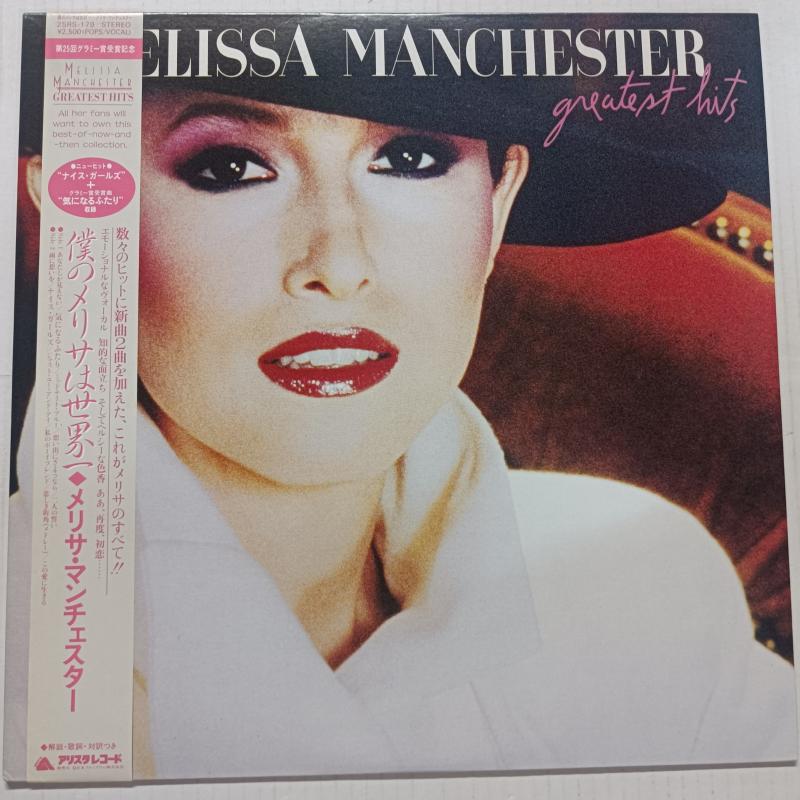 ELISSA MANCHESTER
greatest hits
25RS-179 STEREO
¥2,500(POPS/VOCAL)
第25回グラミー賞受賞記念
MELISSA
MANCHESTER
GREATEST HITS
All her fans will
want to own this
best-of-now-and
-then collection.
●ニューヒット●
"ナイス・ガールズ"
+
グラミー賞受賞曲
"気になるふたり"
収録
数々のヒットに新曲2曲を加えた、これがメリサのすべて!!
エモーショナルなヴォーカル 知的な面立ち そしてヘルシーな色香 ああ、再度、初恋……
僕のメリサは世界一◆メリサ・マンチェスター
◆解説・歌詞・対訳つき
アリスタレコード